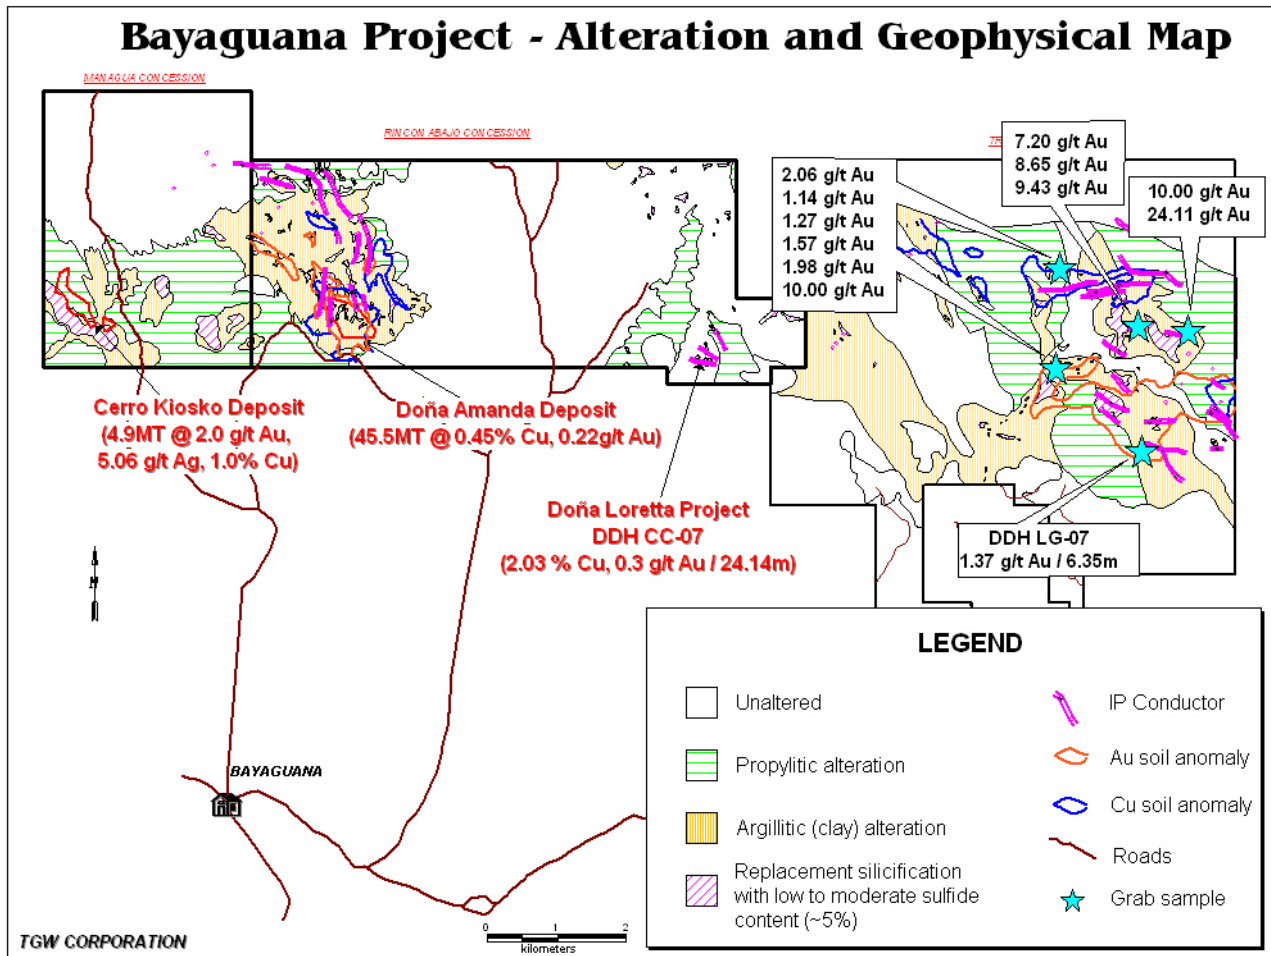 Bayaguana Project - Alteration and Geophysical Map
MANAGUA CONCESSION
RINCON ABAJO CONCESSION
7.20 g/t Au
8.65 g/t Au
9.43 g/t Au
2.06 g/t Au
1.14 g/t Au
1.27 g/t Au
1.57 g/t Au
1.98 g/t Au
10.00 g/t Au
10.00 g/t Au
24.11 g/t Au
Cerro Kiosko Deposit
(4.9MT @ 2.0 g/t Au,
5.06 g/t Ag, 1.0% Cu)
Doña Amanda Deposit
(45.5MT @ 0.45% Cu, 0.22g/t Au)
Doña Loretta Project
DDH CC-07
(2.03 % Cu, 0.3 g/t Au / 24.14m)
DDH LG-07
1.37 g/t Au / 6.35m
N
BAYAGUANA
LEGEND
Unaltered
Propylitic alteration
Argillitic (clay) alteration
Replacement silicification
with low to moderate sulfide
content (~5%)
IP Conductor
Au soil anomaly
Cu soil anomaly
Roads
Grab sample
0 1 2
kilometers
TGW CORPORATION